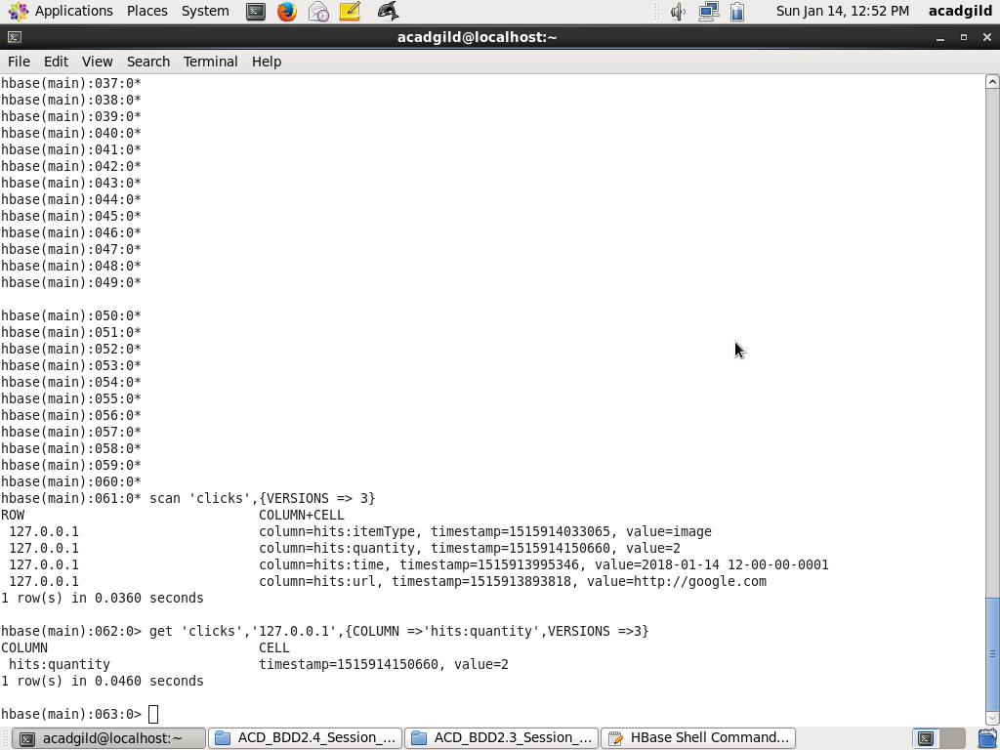 Applications Places System Sun Jan 14, 12:52 PM acadgild
acadgild@localhost:~
File Edit View Search Terminal Help
hbase(main):037:0*
hbase(main):038:0*
hbase(main):039:0*
hbase(main):040:0*
hbase(main):041:0*
hbase(main):042:0*
hbase(main):043:0*
hbase(main):044:0*
hbase(main):045:0*
hbase(main):046:0*
hbase(main):047:0*
hbase(main):048:0*
hbase(main):049:0*
hbase(main):050:0*
hbase(main):051:0*
hbase(main):052:0*
hbase(main):053:0*
hbase(main):054:0*
hbase(main):055:0*
hbase(main):056:0*
hbase(main):057:0*
hbase(main):058:0*
hbase(main):059:0*
hbase(main):060:0*
hbase(main):061:0* scan 'clicks',{VERSIONS => 3}
ROW COLUMN+CELL
127.0.0.1 column=hits:itemType, timestamp=1515914033065, value=image
127.0.0.1 column=hits:quantity, timestamp=1515914150660, value=2
127.0.0.1 column=hits:time, timestamp=1515913995346, value=2018-01-14 12-00-00-0001
127.0.0.1 column=hits:url, timestamp=1515913893818, value=http://google.com
1 row(s) in 0.0360 seconds
hbase(main):062:0> get 'clicks','127.0.0.1',{COLUMN =>'hits:quantity',VERSIONS =>3}
COLUMN CELL
hits:quantity timestamp=1515914150660, value=2
1 row(s) in 0.0460 seconds
hbase(main):063:0>
acadgild@localhost:~ ACD_BDD2.4_Session_... ACD_BDD2.3_Session_... HBase Shell Command...